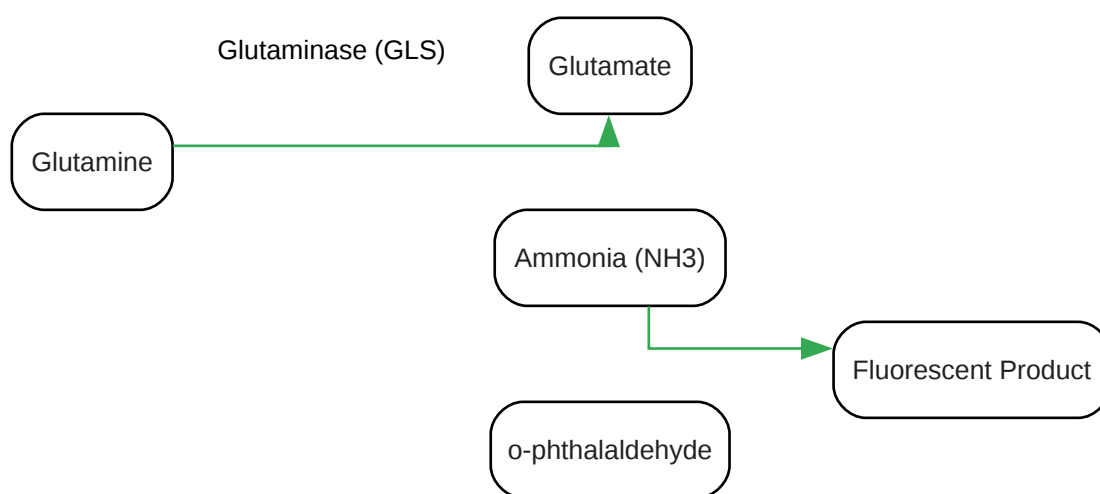 Glutaminase (GLS)
Glutamate
Glutamine
Ammonia (NH3)
Fluorescent Product
o-phthalaldehyde